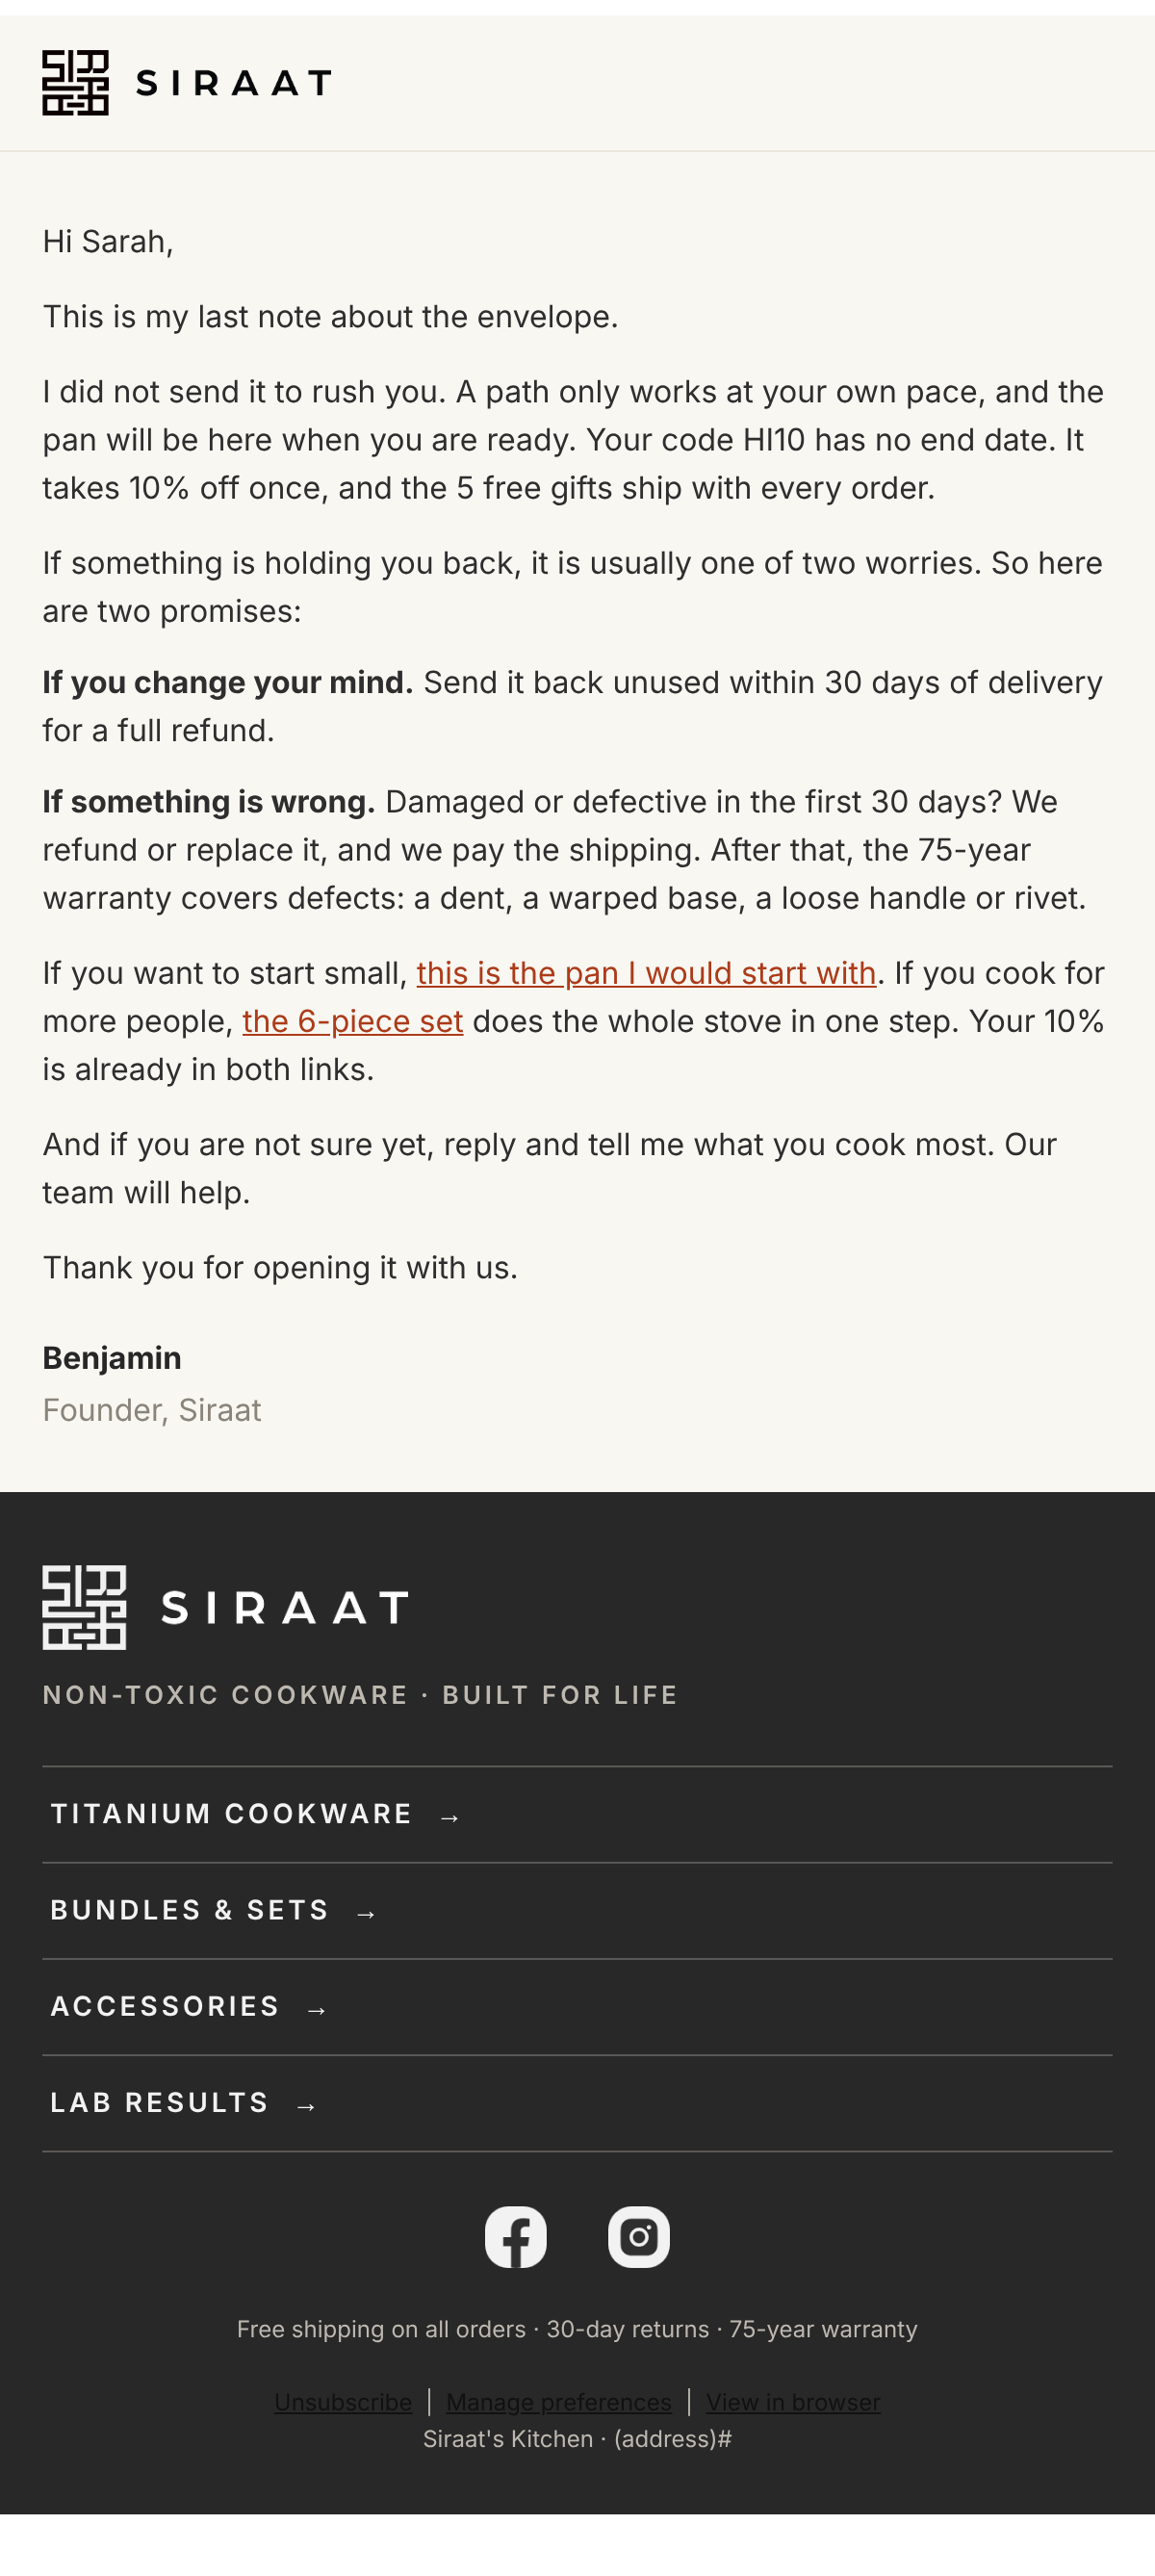 SIRAAT
Hi Sarah,
This is my last note about the envelope.
I did not send it to rush you. A path only works at your own pace, and the
pan will be here when you are ready. Your code HI10 has no end date. It
takes 10% off once, and the 5 free gifts ship with every order.
If something is holding you back, it is usually one of two worries. So here
are two promises:
If you change your mind. Send it back unused within 30 days of delivery
for a full refund.
If something is wrong. Damaged or defective in the first 30 days? We
refund or replace it, and we pay the shipping. After that, the 75-year
warranty covers defects: a dent, a warped base, a loose handle or rivet.
If you want to start small, this is the pan I would start with. If you cook for
more people, the 6-piece set does the whole stove in one step. Your 10%
is already in both links.
And if you are not sure yet, reply and tell me what you cook most. Our
team will help.
Thank you for opening it with us.
Benjamin
Founder, Siraat
SIRAAT
NON-TOXIC COOKWARE · BUILT FOR LIFE
TITANIUM COOKWARE →
BUNDLES & SETS →
ACCESSORIES →
LAB RESULTS →
Free shipping on all orders · 30-day returns · 75-year warranty
Unsubscribe | Manage preferences | View in browser
Siraat's Kitchen · (address)#